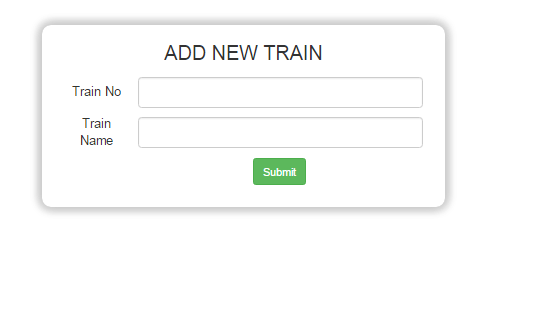 ADD NEW TRAIN
Train No
Train
Name
Submit